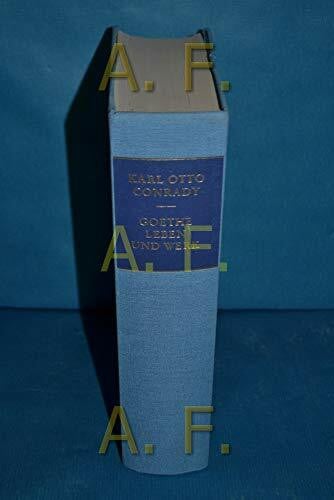 A. F.
KARL OTTO
CONRADY
GOETHE
LEBEN
UND WERK
A. F.
A. F.